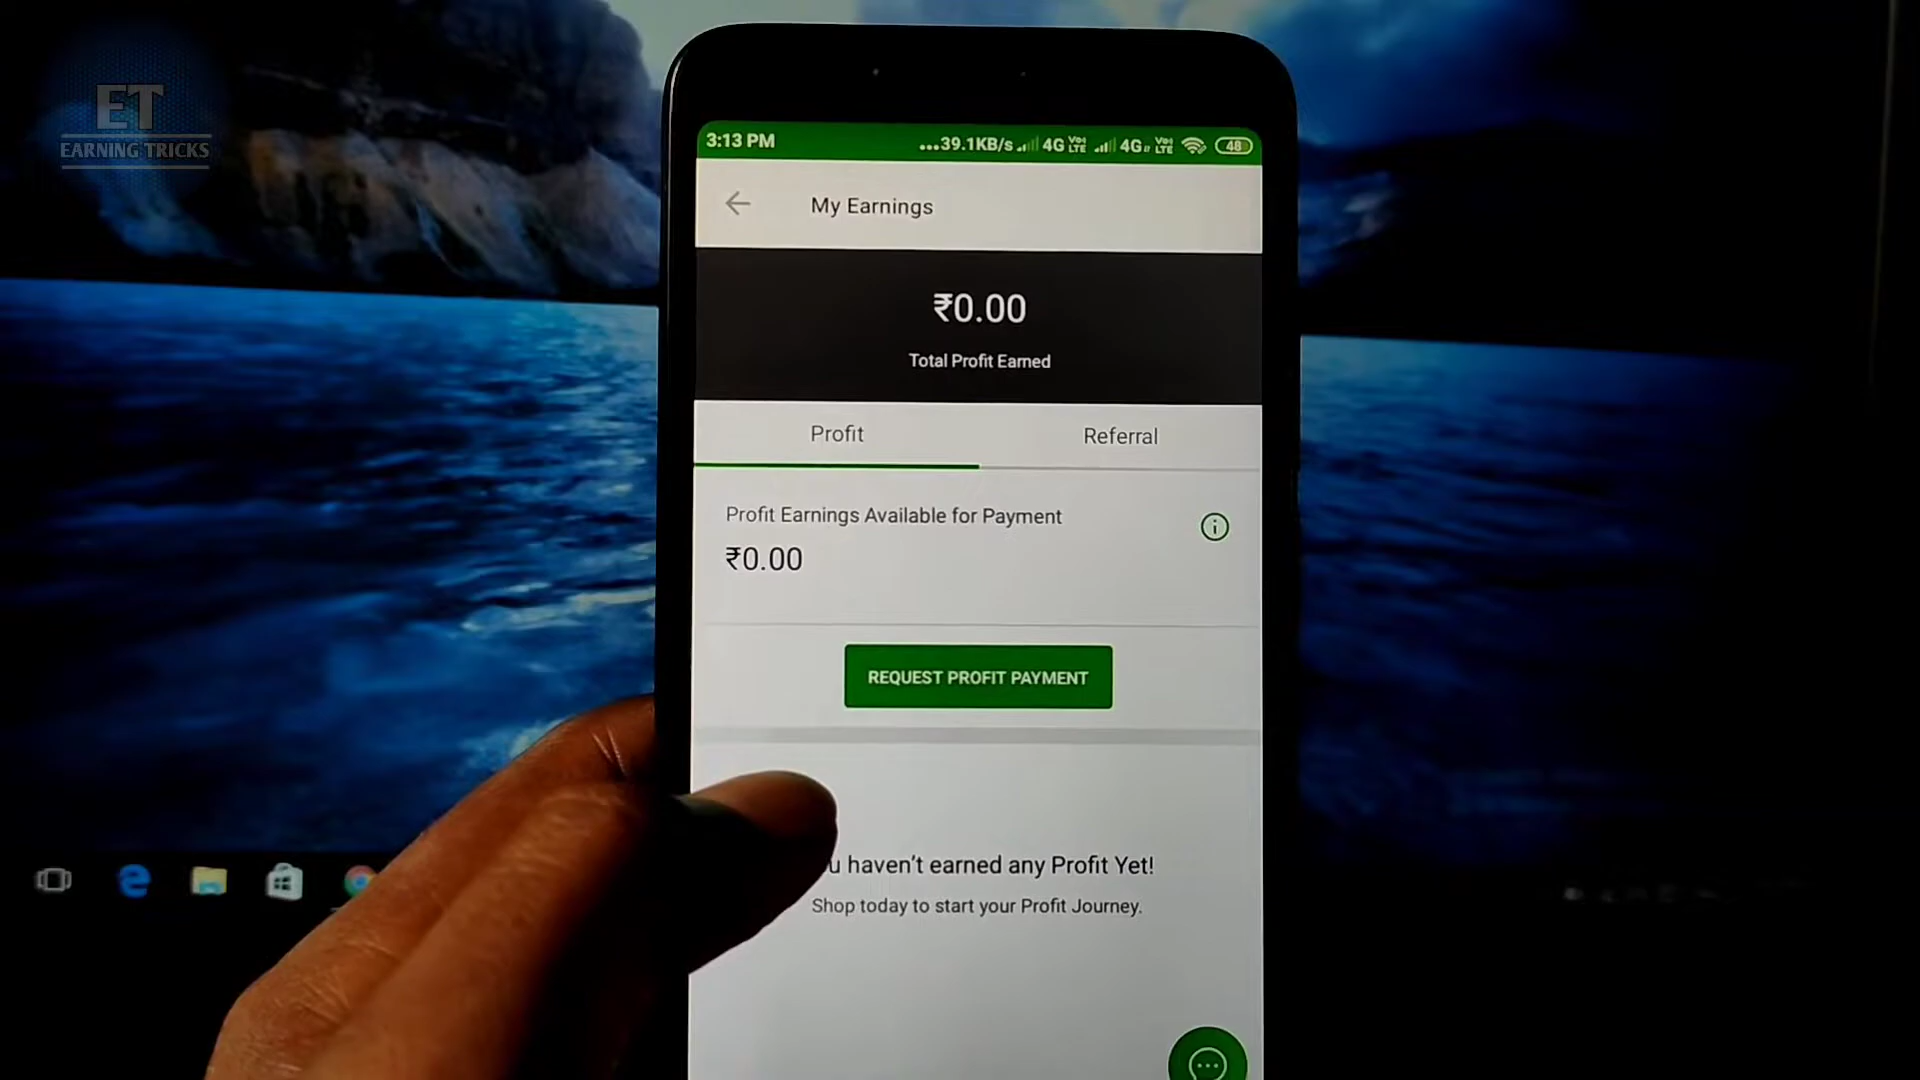 ET
EARNING TRICKS
3:13 PM
...39.1KB/s 4G VoLTE 4G VoLTE 48
My Earnings
₹0.00
Total Profit Earned
Profit
Referral
Profit Earnings Available for Payment
₹0.00
REQUEST PROFIT PAYMENT
u haven't earned any Profit Yet!
Shop today to start your Profit Journey.